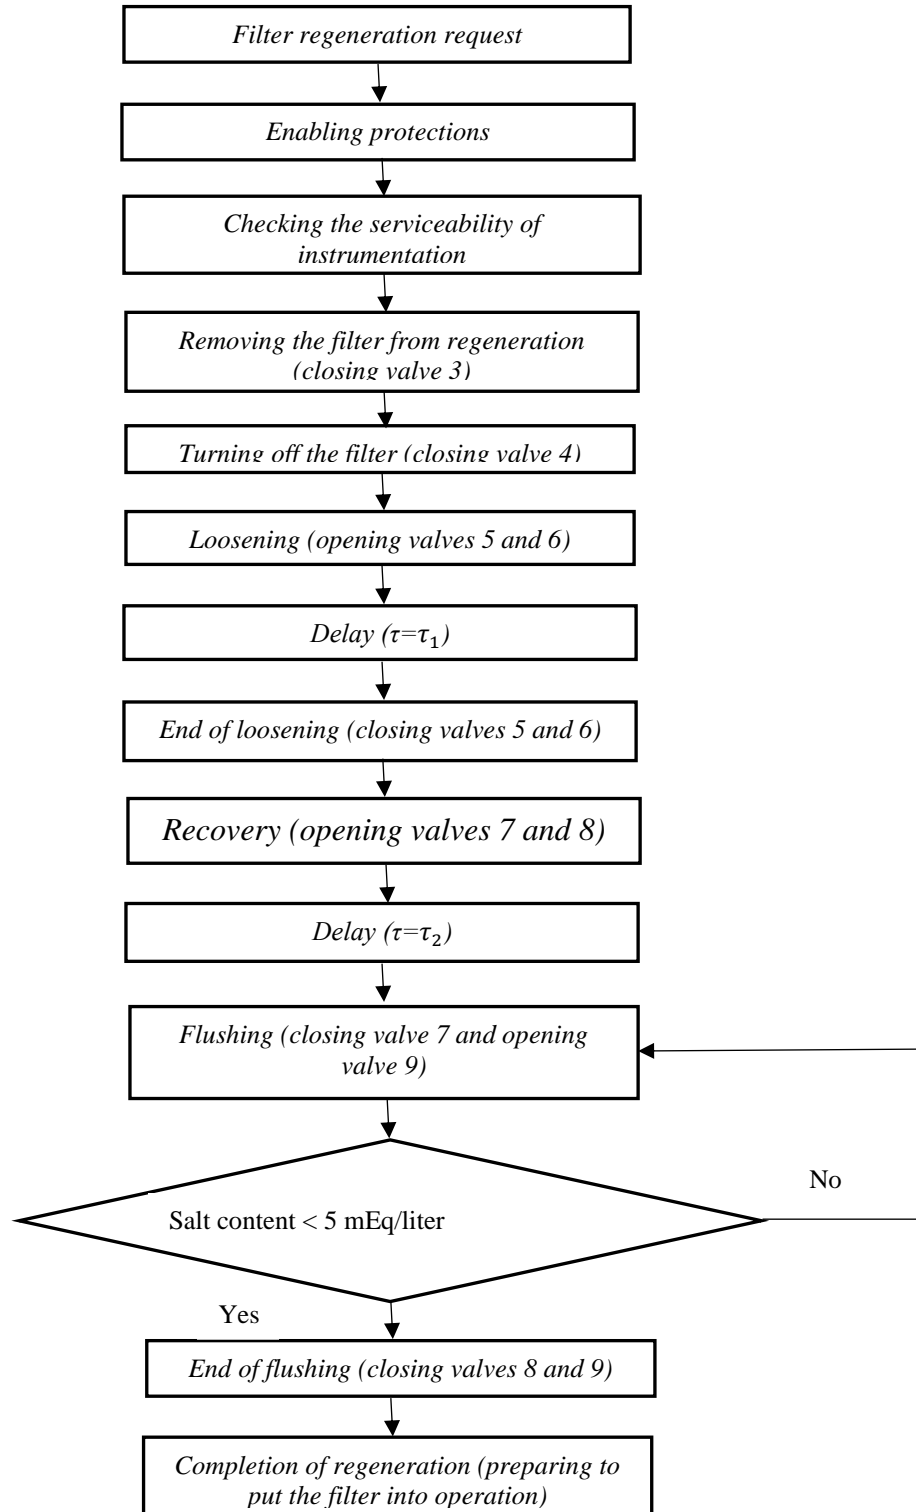 Filter regeneration request
Enabling protections
Checking the serviceability of
instrumentation
Removing the filter from regeneration
(closing valve 3)
Turning off the filter (closing valve 4)
Loosening (opening valves 5 and 6)
Delay (τ=τ₁)
End of loosening (closing valves 5 and 6)
Recovery (opening valves 7 and 8)
Delay (τ=τ₂)
Flushing (closing valve 7 and opening
valve 9)
No
Salt content < 5 mEq/liter
Yes
End of flushing (closing valves 8 and 9)
Completion of regeneration (preparing to
put the filter into operation)